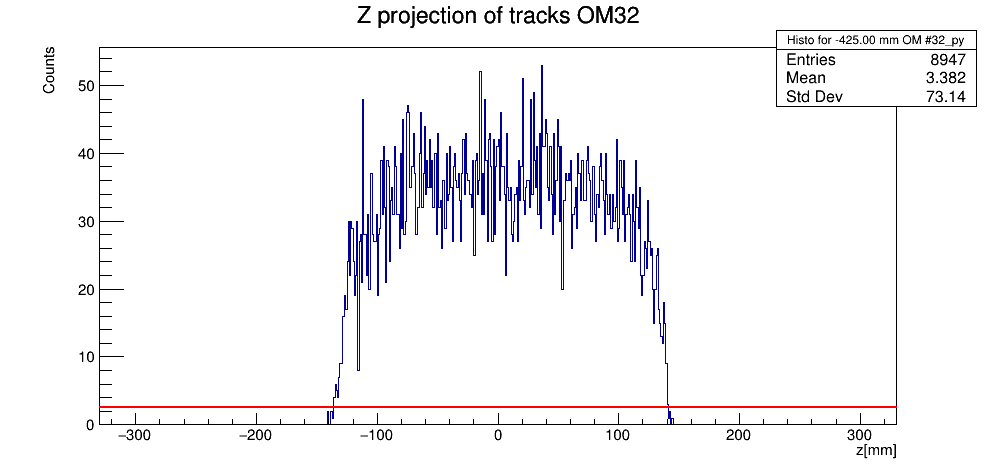 Z projection of tracks OM32
Histo for -425.00 mm OM #32_py
Entries 8947
Mean 3.382
Std Dev 73.14
Counts
50
40
30
20
10
0
−300 −200 −100 0 100 200 300
z[mm]